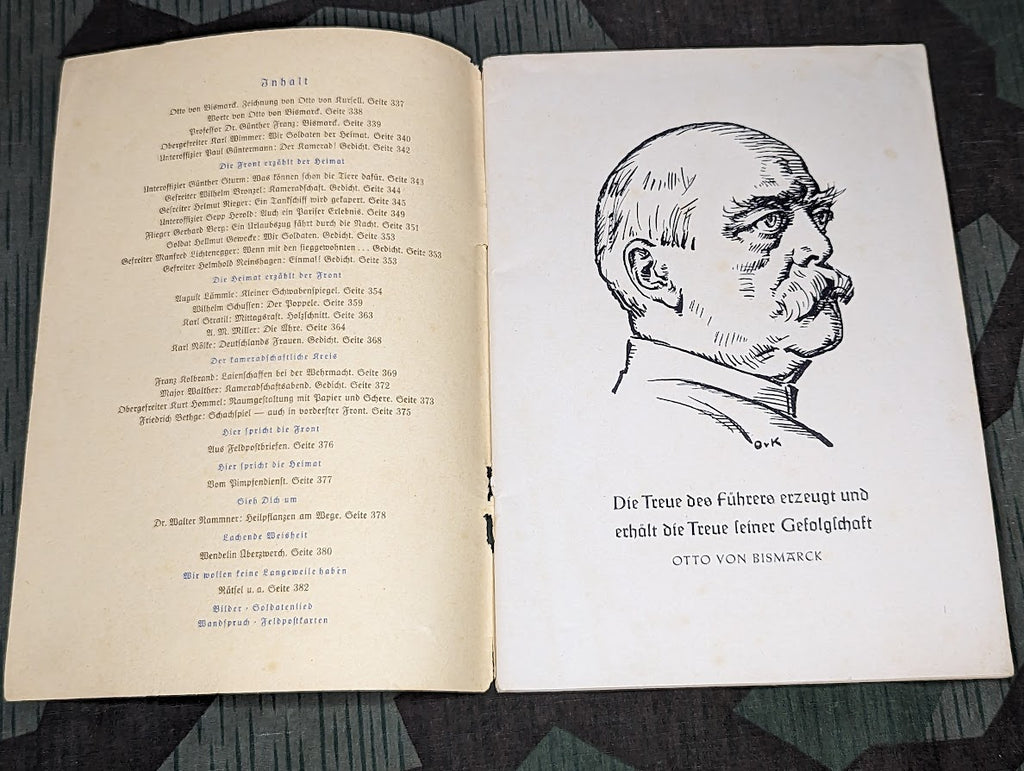 Inhalt
Otto von Bismarck. Zeichnung von Otto von Kursell. Seite 337
Worte von Otto von Bismarck. Seite 338
Professor Dr. Günther Franz: Bismarck. Seite 339
Obergefreiter Karl Wimmer: Wir Soldaten der Heimat. Seite 340
Unteroffizier Paul Güntermann: Der Kamerad! Gedicht. Seite 342
Die Front erzählt der Heimat
Unteroffizier Günther Sturm: Was können schon die Tiere dafür. Seite 343
Gefreiter Wilhelm Bronzel: Kameradschaft. Gedicht. Seite 344
Gefreiter Helmut Rieger: Ein Tankschiff wird gekapert. Seite 345
Unteroffizier Sepp Herold: Auch ein Pariser Erlebnis. Seite 349
Flieger Gerhard Berg: Ein Urlaubszug fährt durch die Nacht. Seite 351
Soldat Hellmut Gewecke: Wir Soldaten. Gedicht. Seite 353
Gefreiter Manfred Lichtenegger: Wenn mit den sieggewohnten ... Gedicht. Seite 353
Gefreiter Helmhold Reinshagen: Einmal! Gedicht. Seite 353
Die Heimat erzählt der Front
August Lämmle: Kleiner Schwabenspiegel. Seite 354
Wilhelm Schussen: Der Poppele. Seite 359
Karl Stratil: Mittagsrast. Holzschnitt. Seite 363
A. M. Miller: Die Ähre. Seite 364
Karl Nölke: Deutschlands Frauen. Gedicht. Seite 368
Der kameradschaftliche Kreis
Franz Kolbrand: Laienschaffen bei der Wehrmacht. Seite 369
Major Walther: Kameradschaftsabend. Gedicht. Seite 372
Obergefreiter Kurt Hommel: Raumgestaltung mit Papier und Schere. Seite 373
Friedrich Bethge: Schachspiel — auch in vorderster Front. Seite 375
Hier spricht die Front
Aus Feldpostbriefen. Seite 376
Hier spricht die Heimat
Vom Pimpfendienst. Seite 377
Sieh Dich um
Dr. Walter Rammner: Heilpflanzen am Wege. Seite 378
Lachende Weisheit
Wendelin Überzwerch. Seite 380
Wir wollen keine Langeweile haben
Rätsel u. a. Seite 382
Bilder · Soldatenlied
Wandspruch · Feldpostkarten
OvK
Die Treue des Führers erzeugt und
erhält die Treue seiner Gefolgschaft
OTTO VON BISMARCK